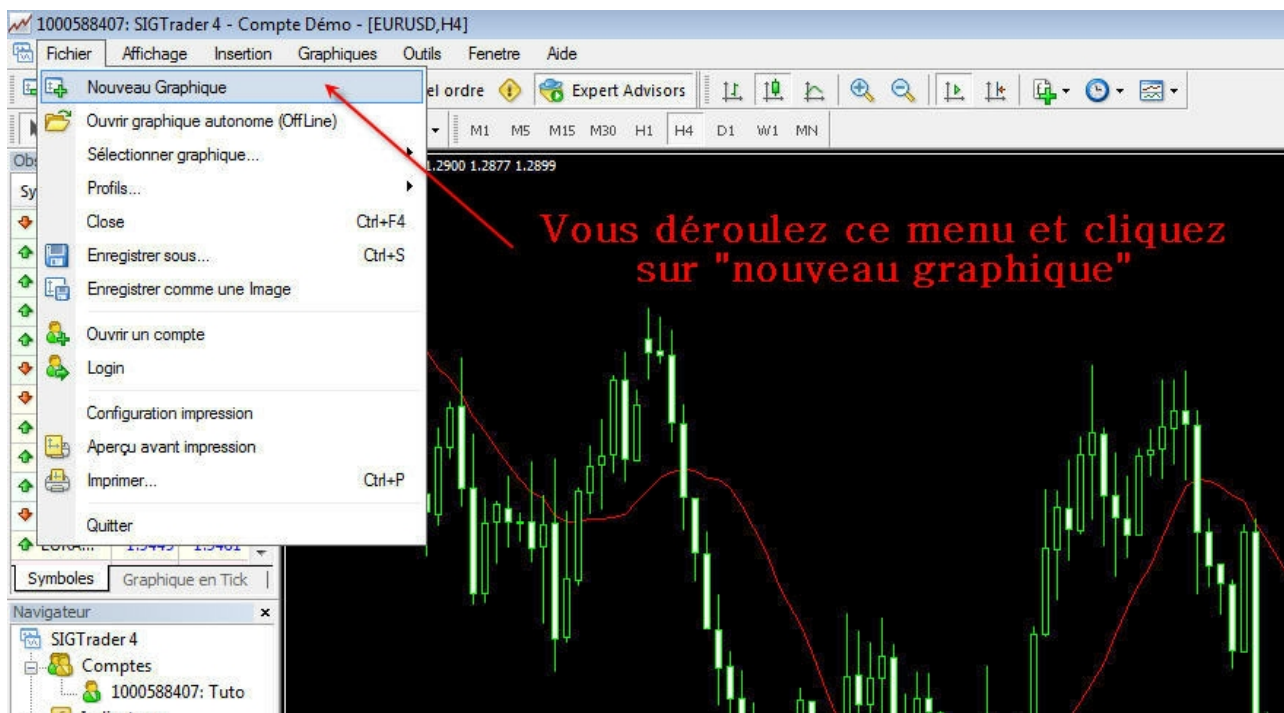 1000588407: SIGTrader 4 - Compte Démo - [EURUSD,H4]
Fichier Affichage Insertion Graphiques Outils Fenetre Aide
Nouveau Graphique
el ordre Expert Advisors
Ouvrir graphique autonome (OffLine)
M1 M5 M15 M30 H1 H4 D1 W1 MN
Sélectionner graphique...
1.2900 1.2877 1.2899
Profils...
Close Ctrl+F4
Enregistrer sous... Ctrl+S
Enregistrer comme une Image
Ouvrir un compte
Login
Configuration impression
Aperçu avant impression
Imprimer... Ctrl+P
Quitter
Vous déroulez ce menu et cliquez
sur "nouveau graphique"
Symboles Graphique en Tick
Navigateur
SIGTrader 4
Comptes
1000588407: Tuto